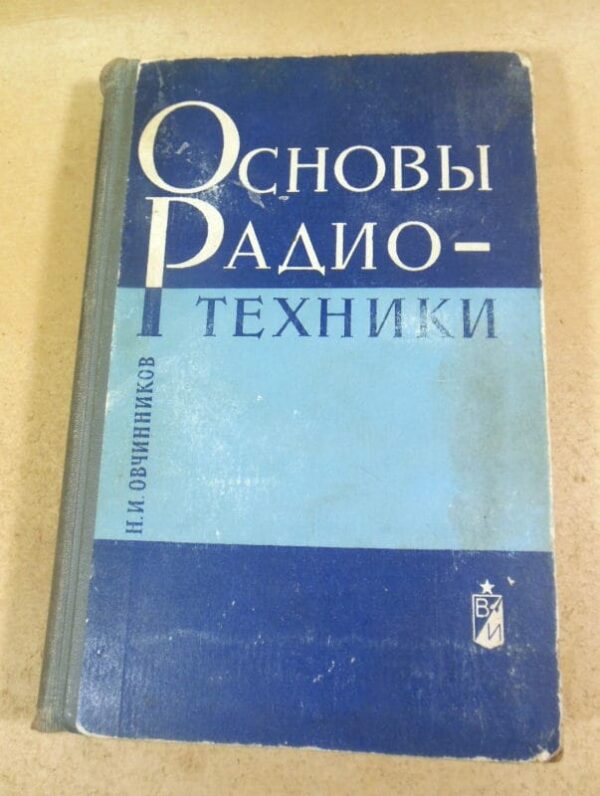 Основы
Радио-
техники
Н.И. ОВЧИННИКОВ
В
И